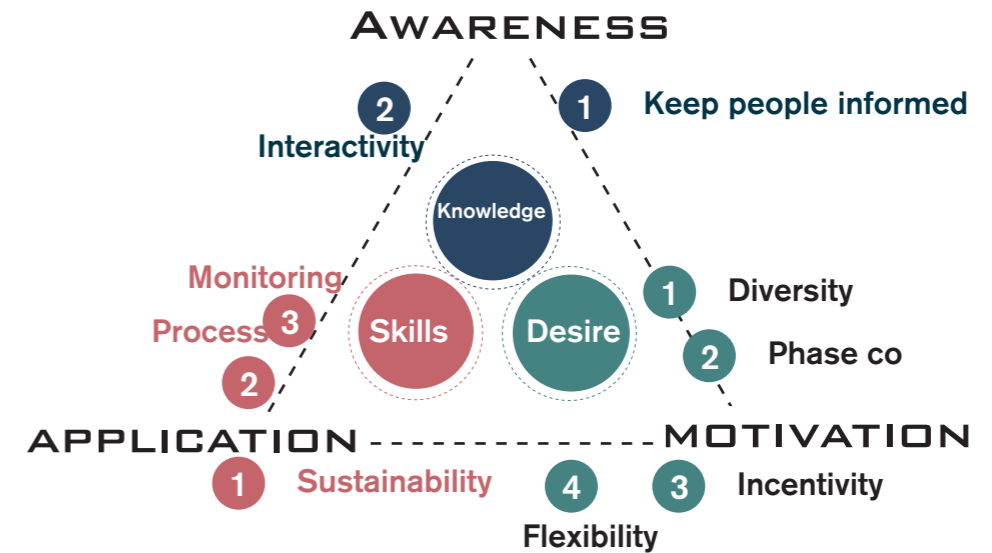 AWARENESS
2
1
Keep people informed
Interactivity
Knowledge
Monitoring
1
Diversity
Process
3
Skills
Desire
2
Phase co
2
APPLICATION
MOTIVATION
1
Sustainability
4
3
Incentivity
Flexibility